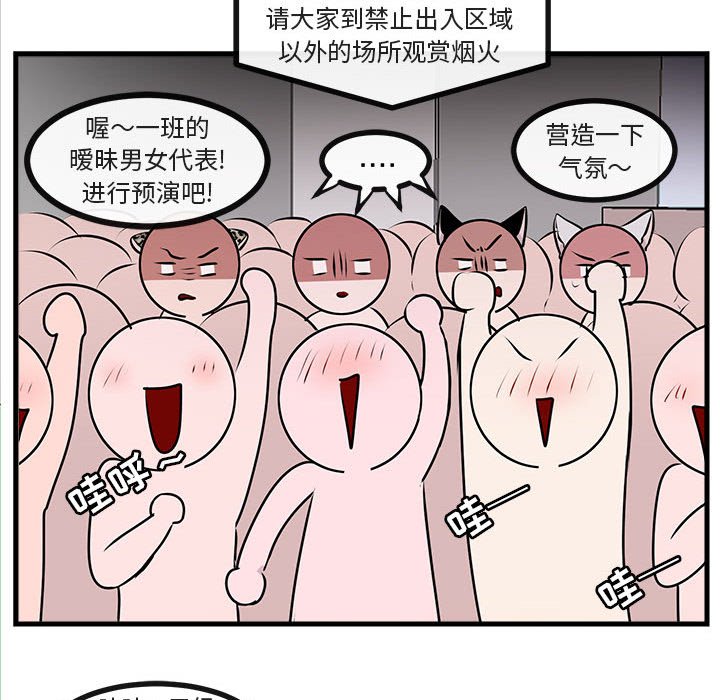 请大家到禁止出入区域
以外的场所观赏烟火
喔～一班的
暧昧男女代表!
进行预演吧!
····
营造一下
气氛～
哇 哈～
哇—
哇—